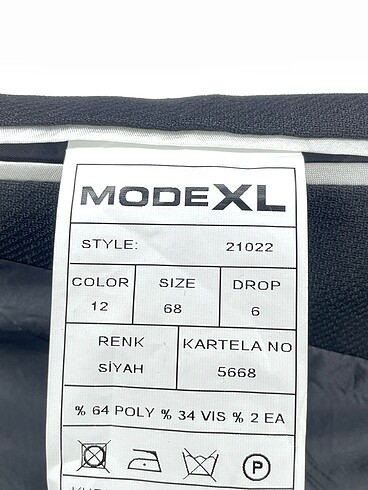 MODEXL
STYLE: 21022
COLOR SIZE DROP
12 68 6
RENK KARTELA NO
SİYAH 5668
% 64 POLY % 34 VIS % 2 EA
P